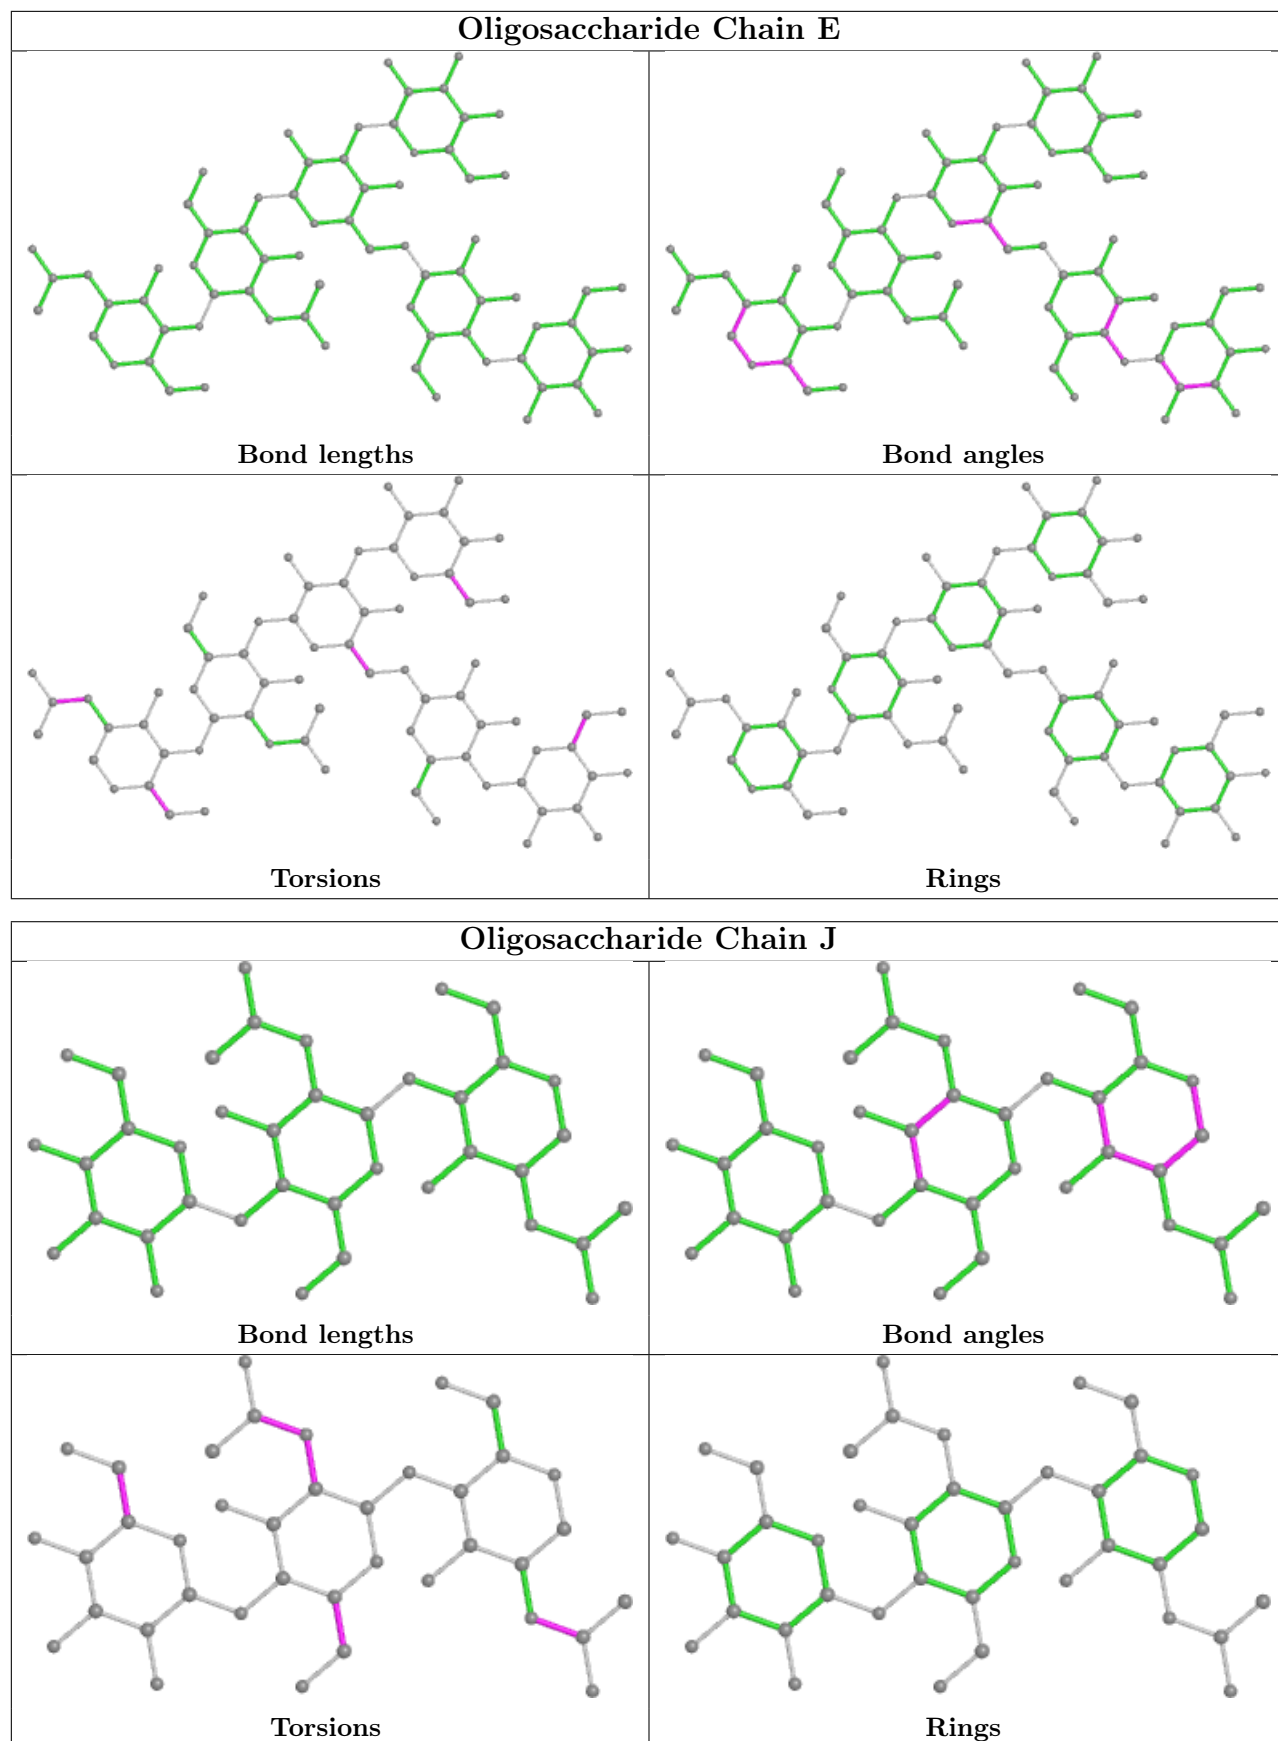 Oligosaccharide Chain E
Bond lengths
Bond angles
Torsions
Rings
Oligosaccharide Chain J
Bond lengths
Bond angles
Torsions
Rings